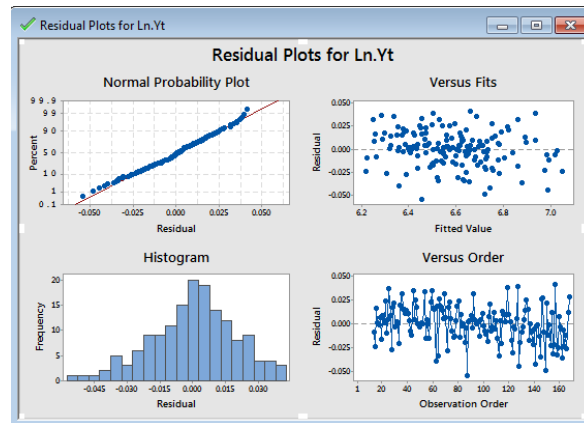 Residual Plots for Ln.Yt
Residual Plots for Ln.Yt
Normal Probability Plot
99.9
99
90
50
10
1
0.1
Percent
-0.050 -0.025 0.000 0.025 0.050
Residual
Versus Fits
0.050
0.025
0.000
-0.025
-0.050
Residual
6.2 6.4 6.6 6.8 7.0
Fitted Value
Histogram
20
15
10
5
0
Frequency
-0.045 -0.030 -0.015 0.000 0.015 0.030
Residual
Versus Order
0.050
0.025
0.000
-0.025
-0.050
Residual
1 20 40 60 80 100 120 140 160
Observation Order